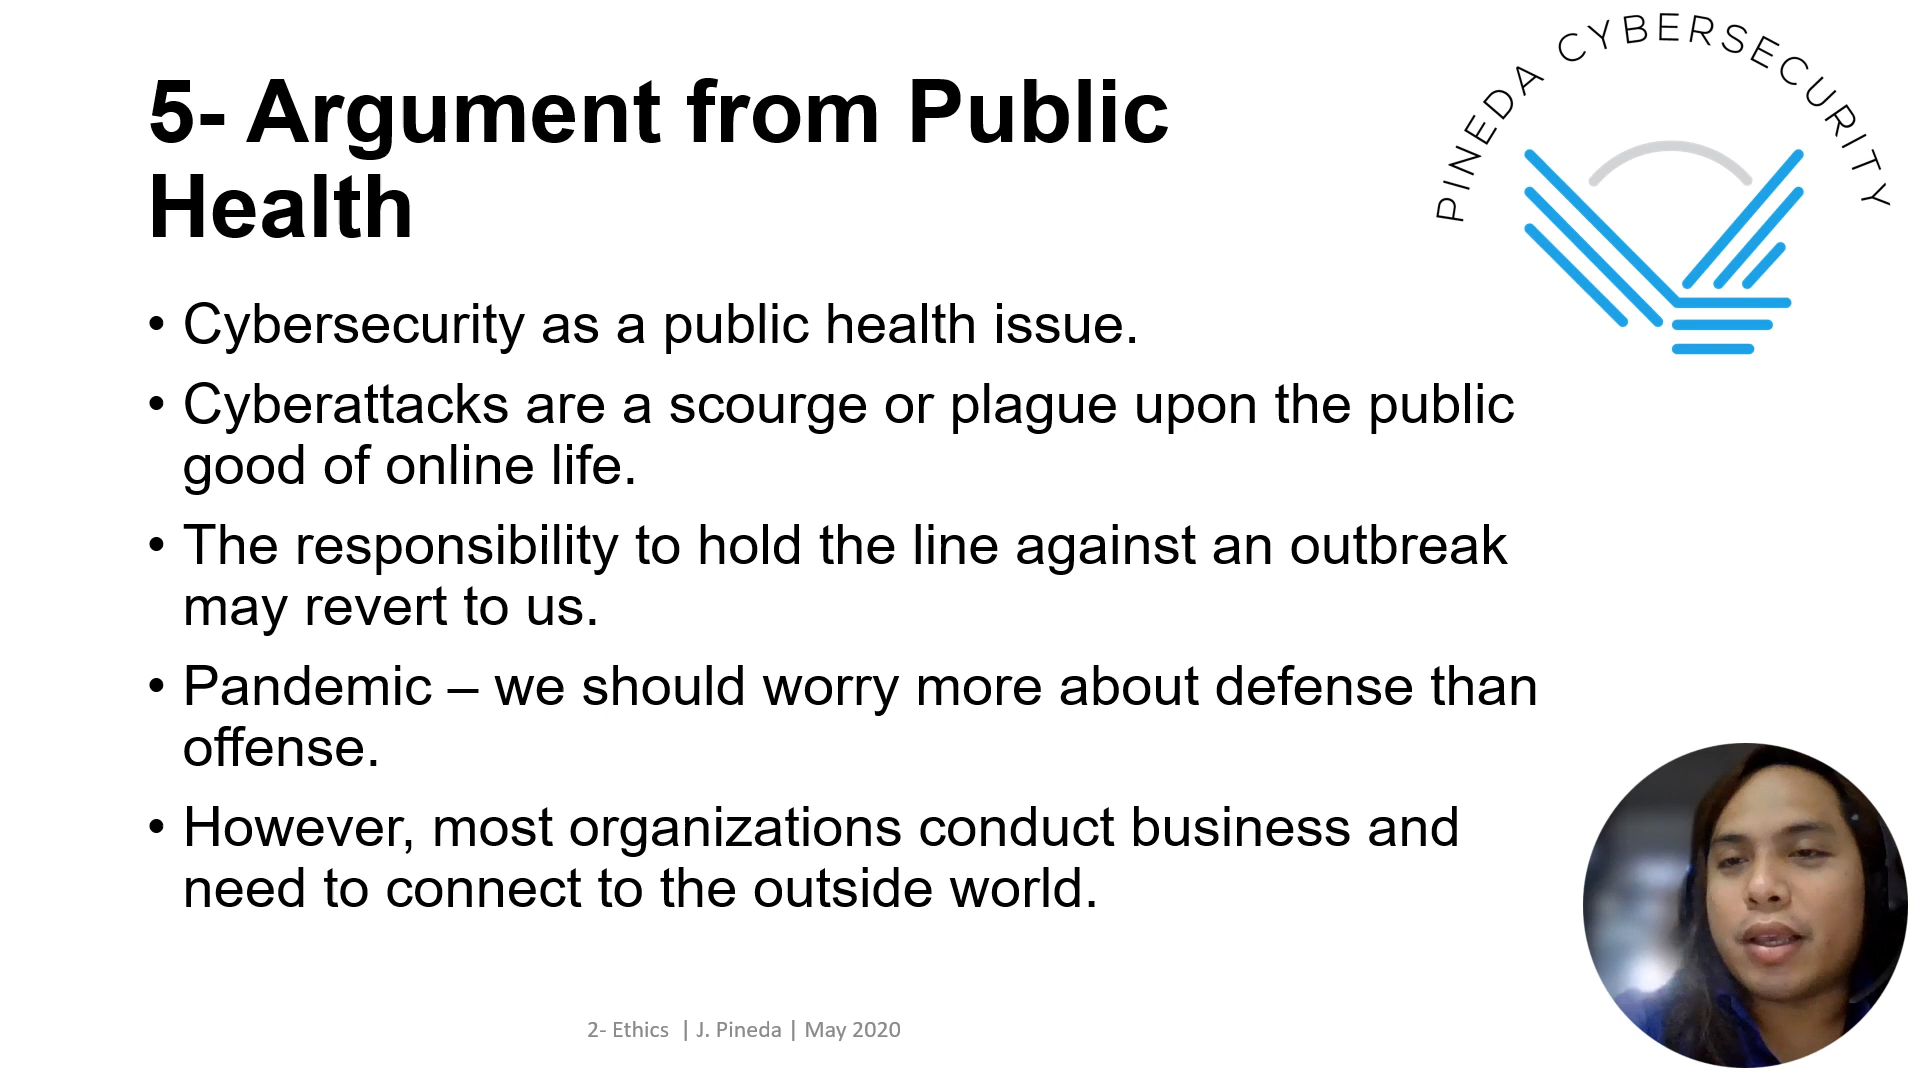 PINEDA CYBERSECURITY
5- Argument from Public
Health
• Cybersecurity as a public health issue.
• Cyberattacks are a scourge or plague upon the public
good of online life.
• The responsibility to hold the line against an outbreak
may revert to us.
• Pandemic – we should worry more about defense than
offense.
• However, most organizations conduct business and
need to connect to the outside world.
2- Ethics | J. Pineda | May 2020